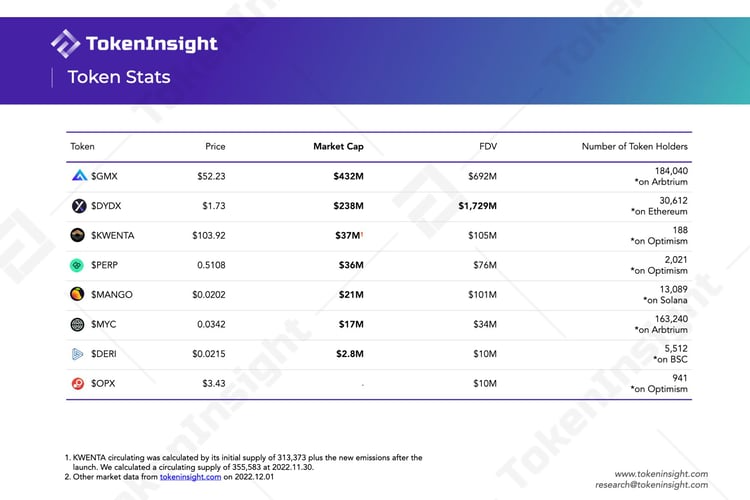 TokenInsight
Token Stats
Token Price Market Cap FDV Number of Token Holders
$GMX $52.23 $432M $692M 184,040
*on Arbtrium
$DYDX $1.73 $238M $1,729M 30,612
*on Ethereum
$KWENTA $103.92 $37M¹ $105M 188
*on Optimism
$PERP 0.5108 $36M $76M 2,021
*on Optimism
$MANGO $0.0202 $21M $101M 13,089
*on Solana
$MYC 0.0342 $17M $34M 163,240
*on Arbtrium
$DERI $0.0215 $2.8M $10M 5,512
*on BSC
$OPX $3.43 - $10M 941
*on Optimism
1. KWENTA circulating was calculated by its initial supply of 313,373 plus the new emissions after the
launch. We calculated a circulating supply of 355,583 at 2022.11.30.
2. Other market data from tokeninsight.com on 2022.12.01
www.tokeninsight.com
research@tokeninsight.com